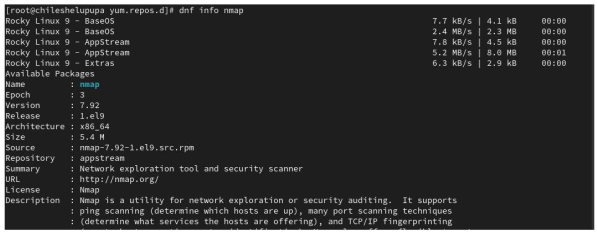 [root@chileshelupupa yum.repos.d]# dnf info nmap
Rocky Linux 9 - BaseOS 7.7 kB/s | 4.1 kB 00:00
Rocky Linux 9 - BaseOS 2.4 MB/s | 2.3 MB 00:00
Rocky Linux 9 - AppStream 7.8 kB/s | 4.5 kB 00:00
Rocky Linux 9 - AppStream 5.2 MB/s | 8.0 MB 00:01
Rocky Linux 9 - Extras 6.3 kB/s | 2.9 kB 00:00
Available Packages
Name : nmap
Epoch : 3
Version : 7.92
Release : 1.el9
Architecture : x86_64
Size : 5.4 M
Source : nmap-7.92-1.el9.src.rpm
Repository : appstream
Summary : Network exploration tool and security scanner
URL : http://nmap.org/
License : Nmap
Description : Nmap is a utility for network exploration or security auditing. It supports
: ping scanning (determine which hosts are up), many port scanning techniques
: (determine what services the hosts are offering), and TCP/IP fingerprinting